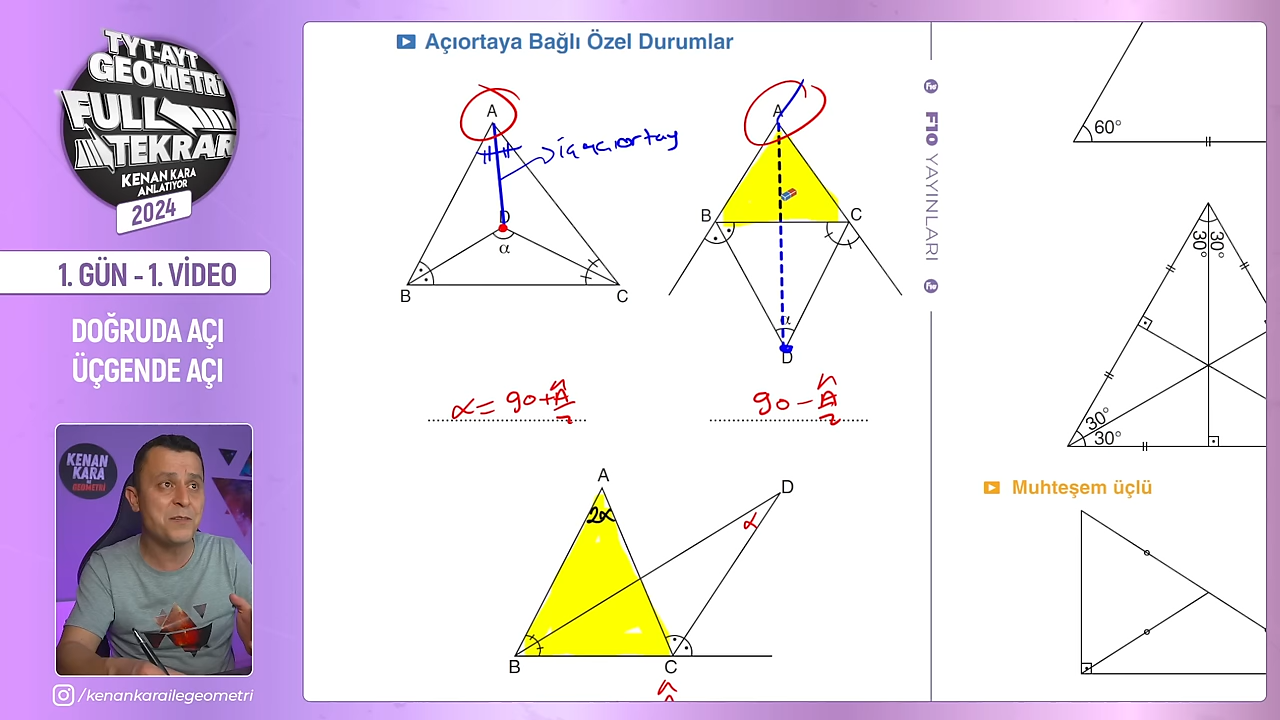 TYT-AYT
GEOMETRİ
FULL
TEKRAR
KENAN KARA
ANLATIYOR
2024
1. GÜN - 1. VİDEO
DOĞRUDA AÇI
ÜÇGENDE AÇI
KENAN
KARA
GEOMETRİ
/kenankarailegeometri
Açıortaya Bağlı Özel Durumlar
A
iç açıortay
D
α
B
C
α = 90 + Â/2
A
B
C
α
D
90 - Â/2
A
2α
D
α
B
C
F10 YAYINLARI
60°
30°
30°
30°
30°
Muhteşem üçlü